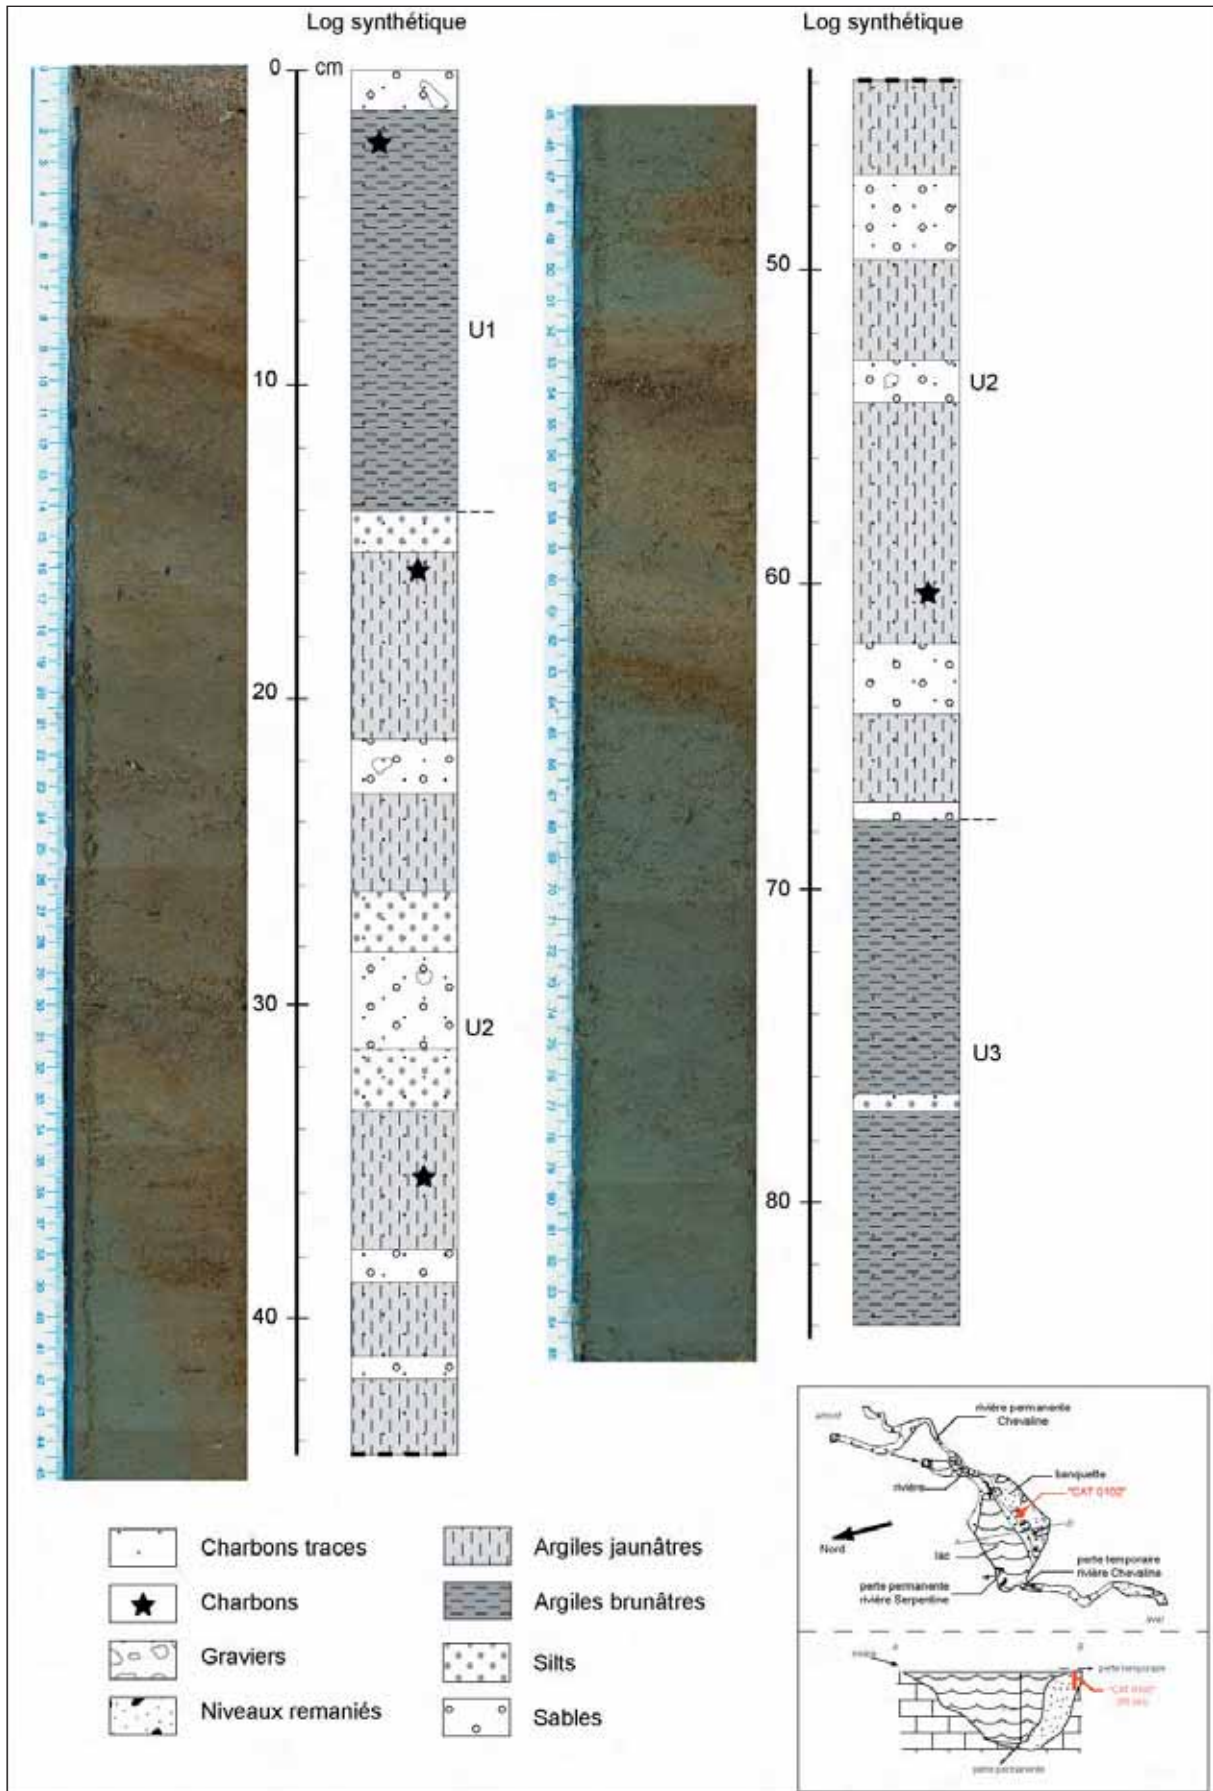 Log synthétique
Log synthétique
0
cm
10
20
30
40
U1
U2
50
60
70
80
U2
U3
Charbons traces
Charbons
Graviers
Niveaux remaniés
Argiles jaunâtres
Argiles brunâtres
Silts
Sables
amont
rivière permanente
Chevaline
rivière
banquette
"CAT 0102"
Nord
lac
perte temporaire
rivière Chevaline
perte permanente
rivière Serpentine
aval
A
B
perte temporaire
"CAT 0102"
perte permanente